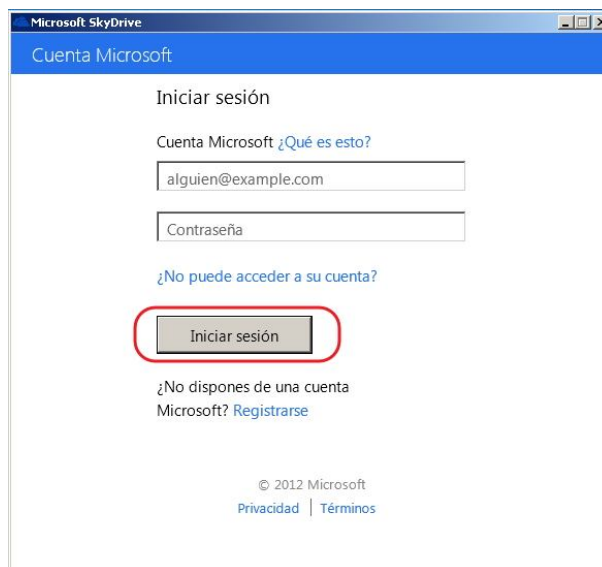 Microsoft SkyDrive
Cuenta Microsoft
Iniciar sesión
Cuenta Microsoft ¿Qué es esto?
alguien@example.com
Contraseña
¿No puede acceder a su cuenta?
Iniciar sesión
¿No dispones de una cuenta
Microsoft? Registrarse
© 2012 Microsoft
Privacidad | Términos